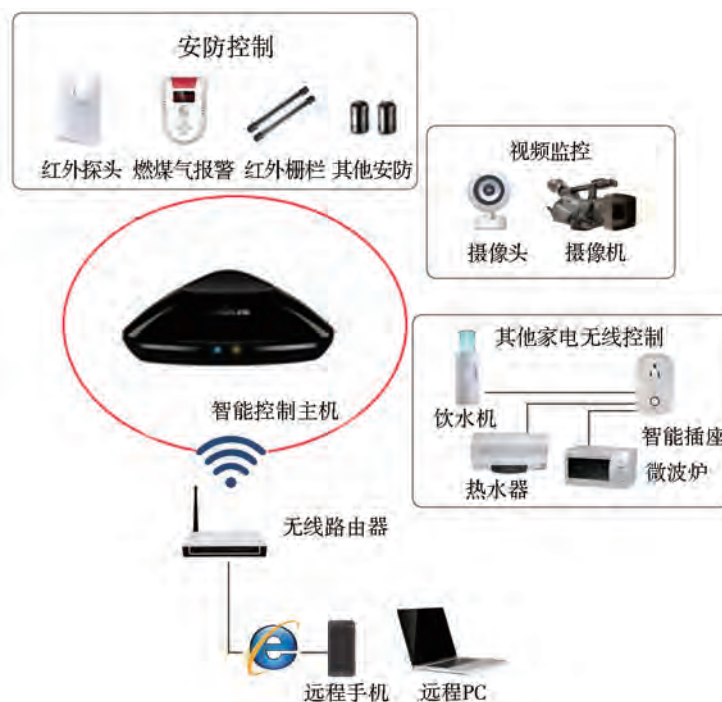 安防控制
红外探头 燃煤气报警 红外栅栏 其他安防
视频监控
摄像头 摄像机
智能控制主机
其他家电无线控制
饮水机
智能插座
热水器
微波炉
无线路由器
远程手机 远程PC